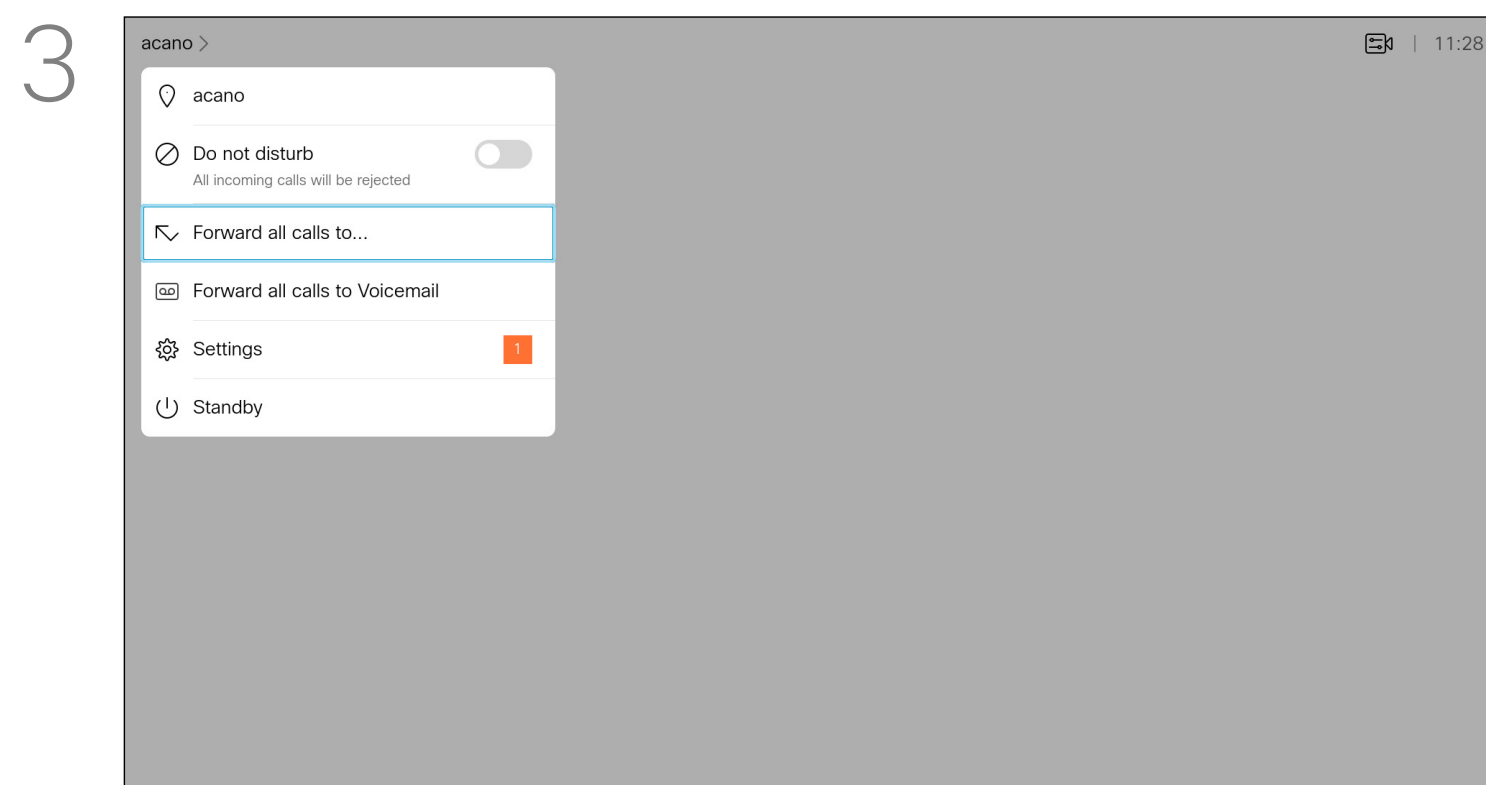 3
acano >
11:28
acano
Do not disturb
All incoming calls will be rejected
Forward all calls to...
Forward all calls to Voicemail
Settings 1
Standby